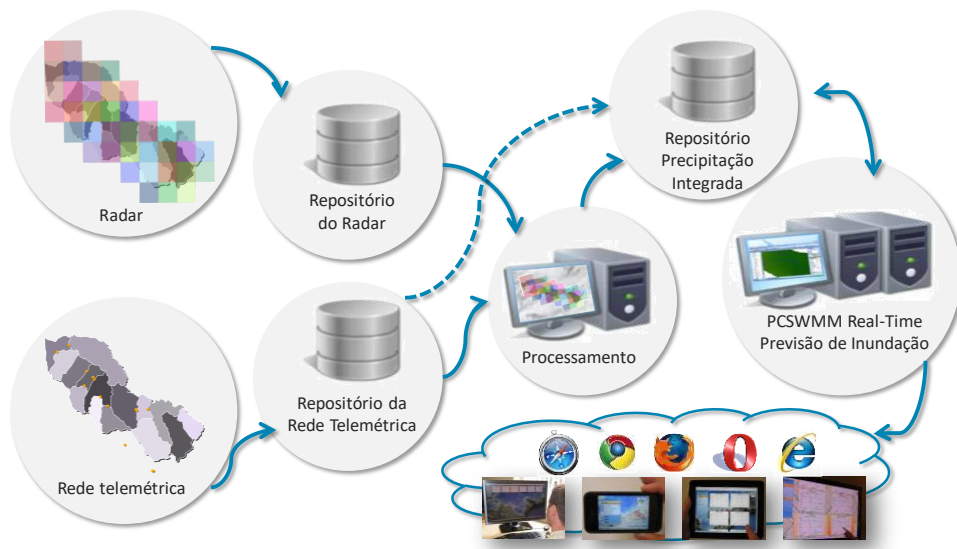 Radar
Repositório
do Radar
Repositório
Precipitação
Integrada
Processamento
PCSWMM Real-Time
Previsão de Inundação
Rede telemétrica
Repositório da
Rede Telemétrica